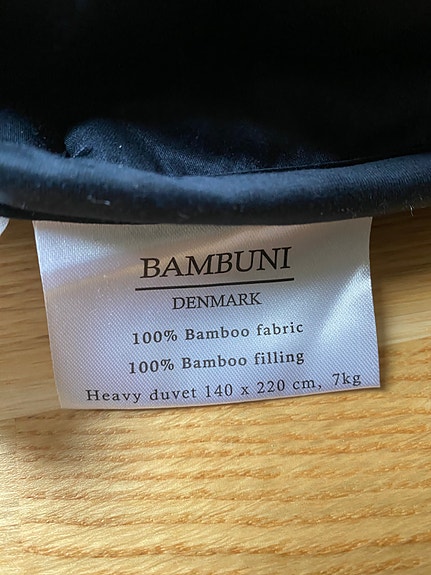 BAMBUNI
DENMARK
100% Bamboo fabric
100% Bamboo filling
Heavy duvet 140 x 220 cm, 7kg